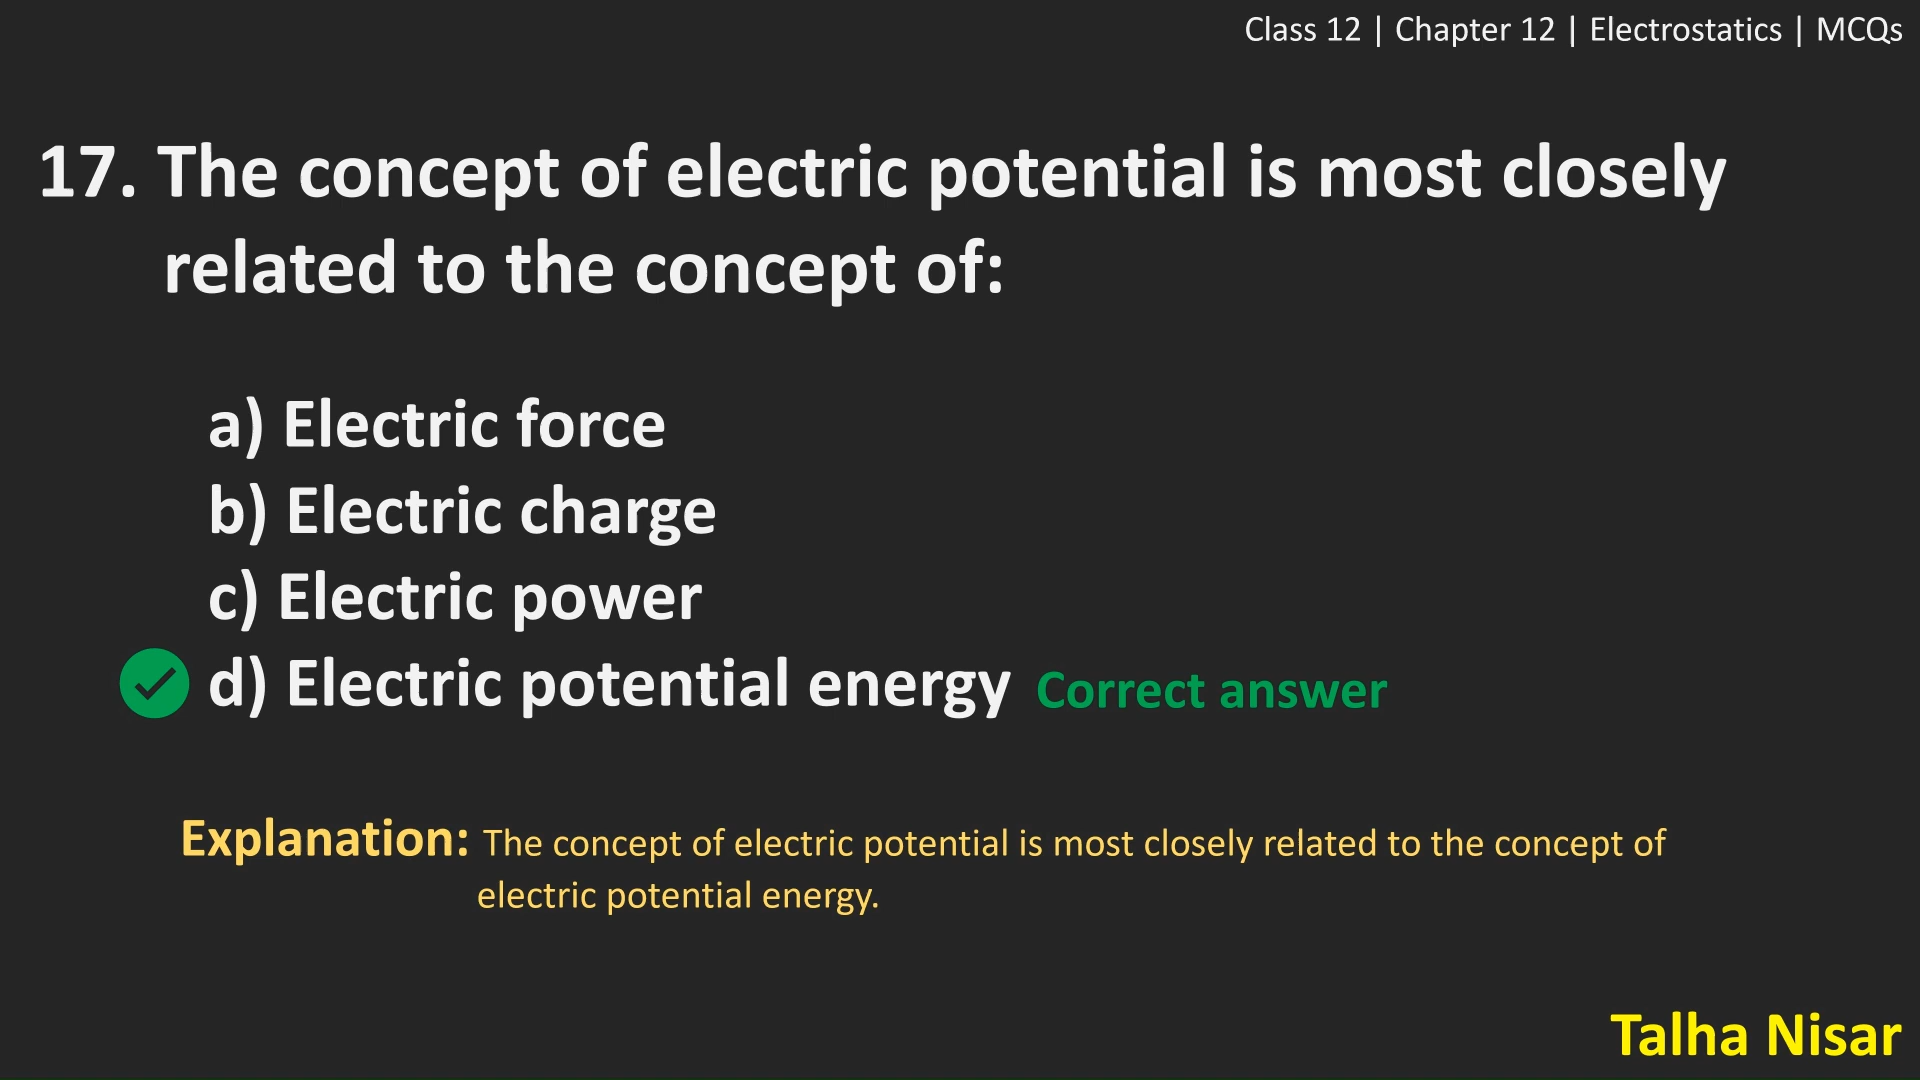 Class 12 | Chapter 12 | Electrostatics | MCQs
17. The concept of electric potential is most closely
related to the concept of:
a) Electric force
b) Electric charge
c) Electric power
d) Electric potential energy Correct answer
Explanation: The concept of electric potential is most closely related to the concept of
electric potential energy.
Talha Nisar